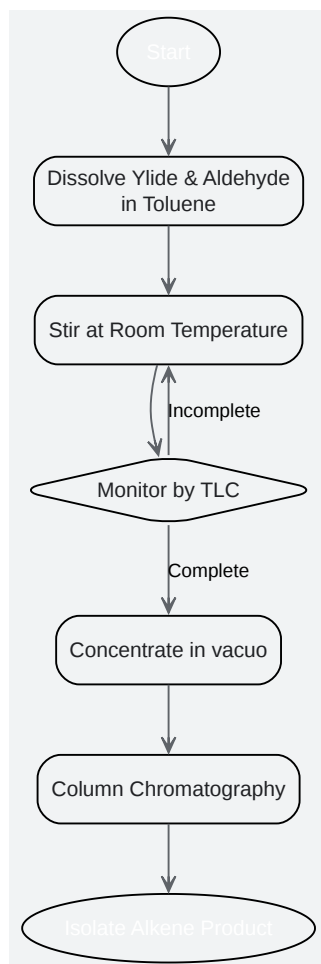 Start
Dissolve Ylide & Aldehyde
in Toluene
Stir at Room Temperature
Incomplete
Monitor by TLC
Complete
Concentrate in vacuo
Column Chromatography
Isolate Alkene Product